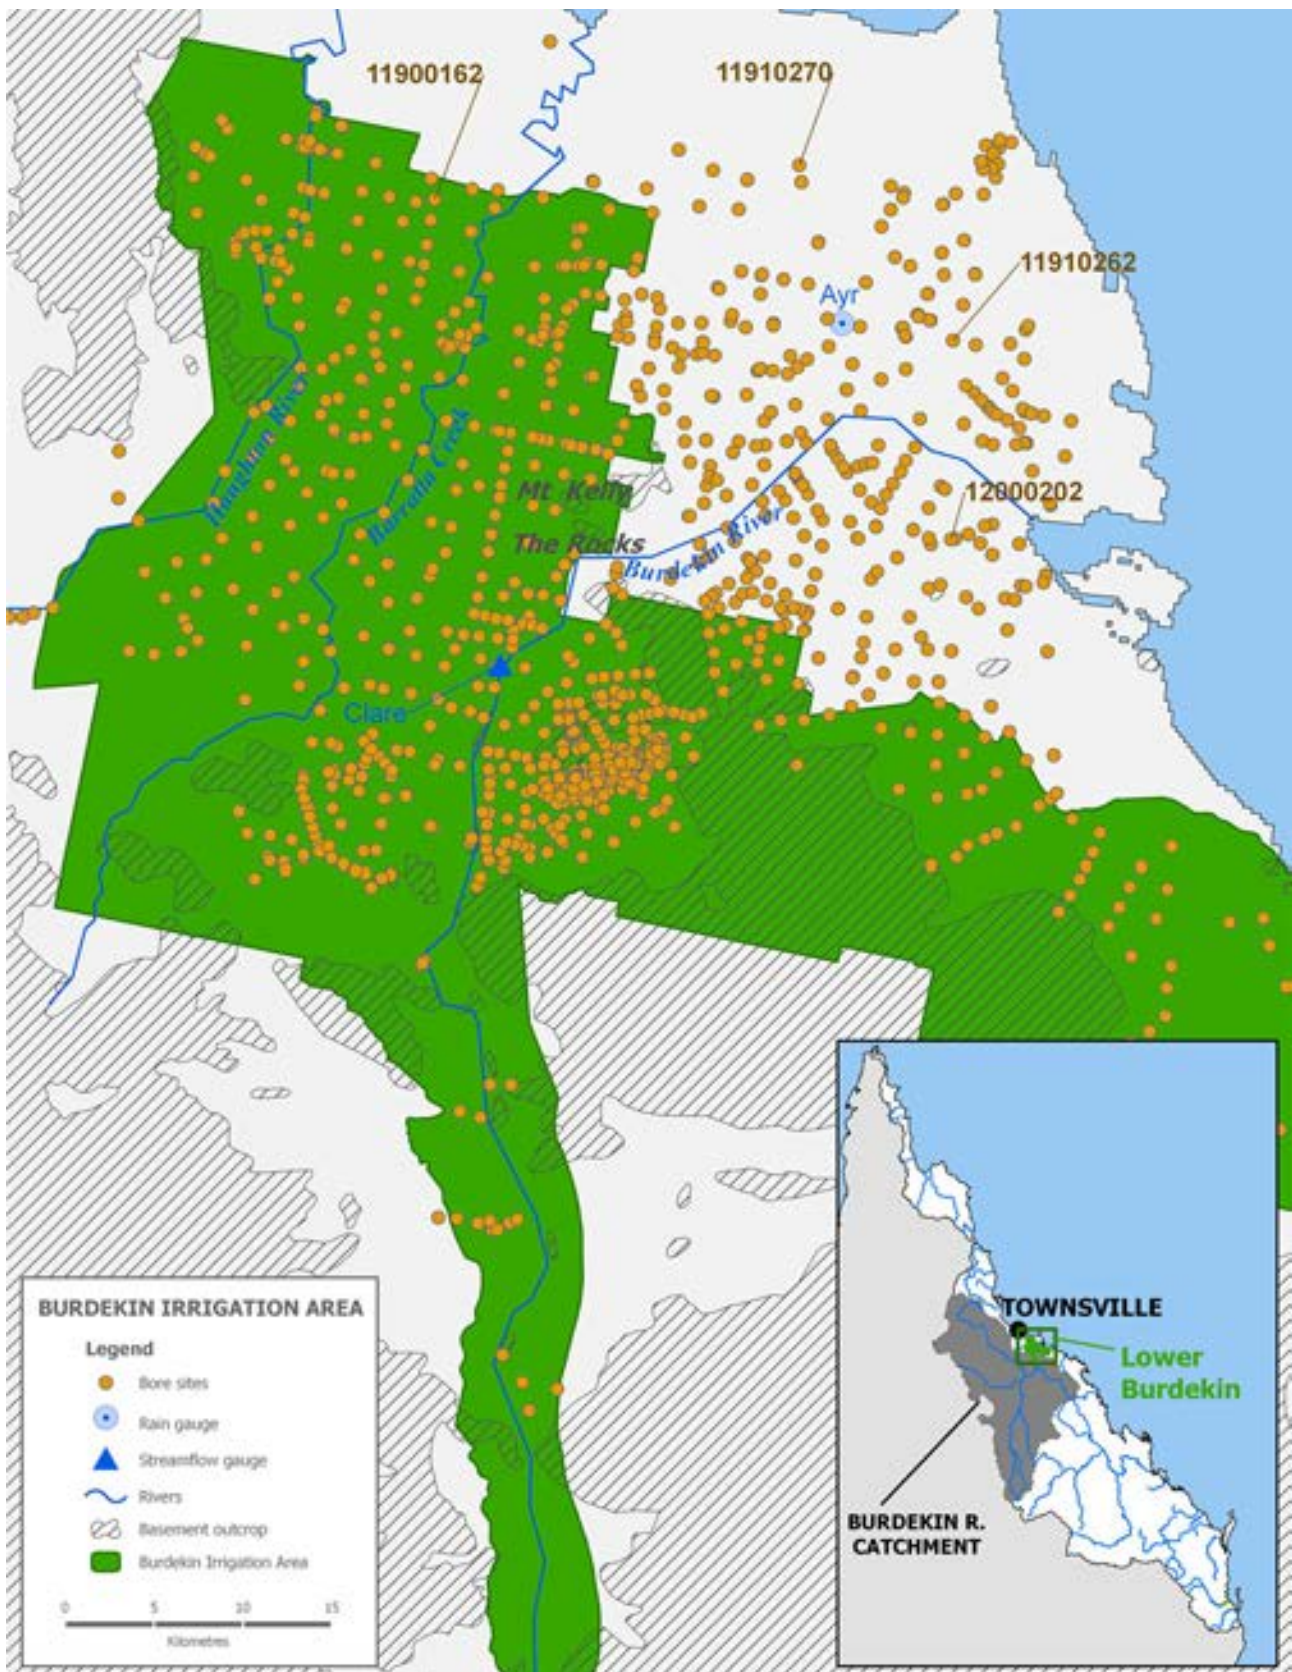 11900162
11910270
11910262
Ayr
Haughton River
Barratta Creek
Mt Kelly
12000202
The Rocks
Burdekin River
Clare
BURDEKIN IRRIGATION AREA
Legend
Bore sites
Rain gauge
Streamflow gauge
Rivers
Basement outcrop
Burdekin Irrigation Area
0 5 10 15
Kilometres
TOWNSVILLE
Lower
Burdekin
BURDEKIN R.
CATCHMENT